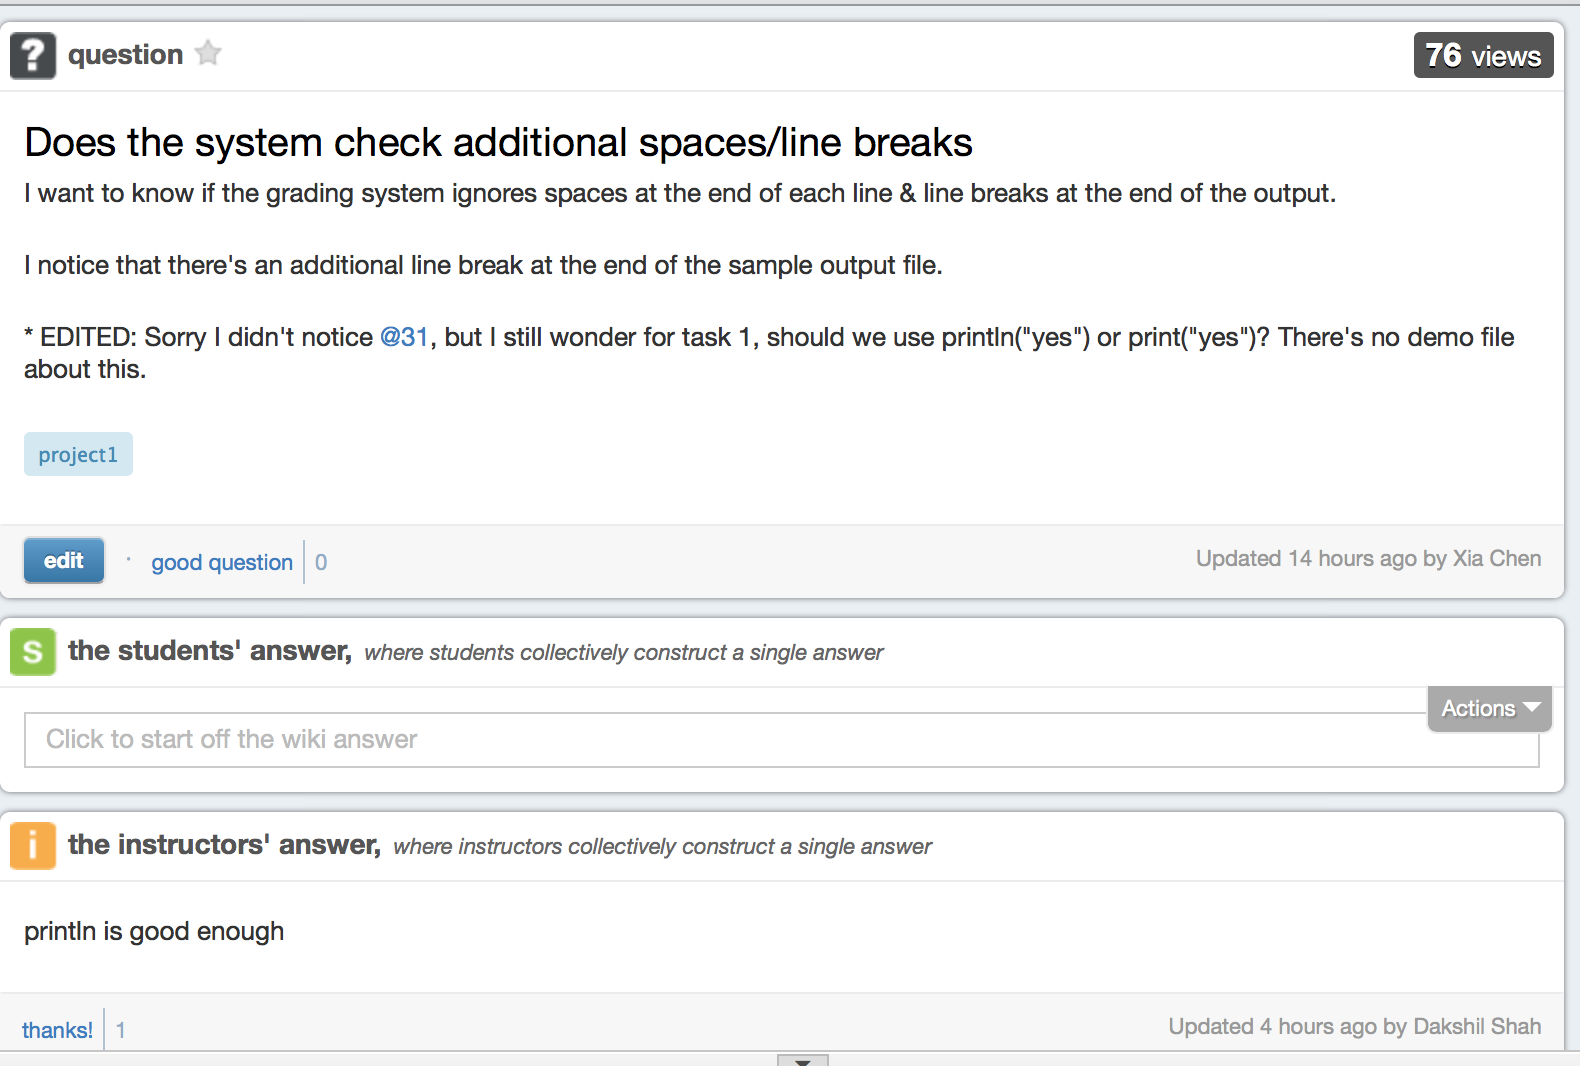 ? question
76 views
Does the system check additional spaces/line breaks
I want to know if the grading system ignores spaces at the end of each line & line breaks at the end of the output.
I notice that there's an additional line break at the end of the sample output file.
* EDITED: Sorry I didn't notice @31, but I still wonder for task 1, should we use println("yes") or print("yes")? There's no demo file
about this.
project1
edit · good question 0
Updated 14 hours ago by Xia Chen
S the students' answer, where students collectively construct a single answer
Actions
Click to start off the wiki answer
i the instructors' answer, where instructors collectively construct a single answer
println is good enough
thanks! 1
Updated 4 hours ago by Dakshil Shah